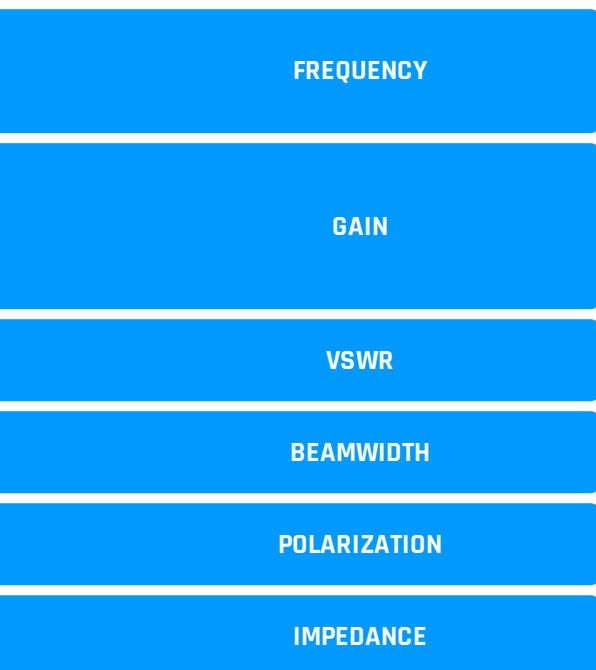 FREQUENCY
GAIN
VSWR
BEAMWIDTH
POLARIZATION
IMPEDANCE